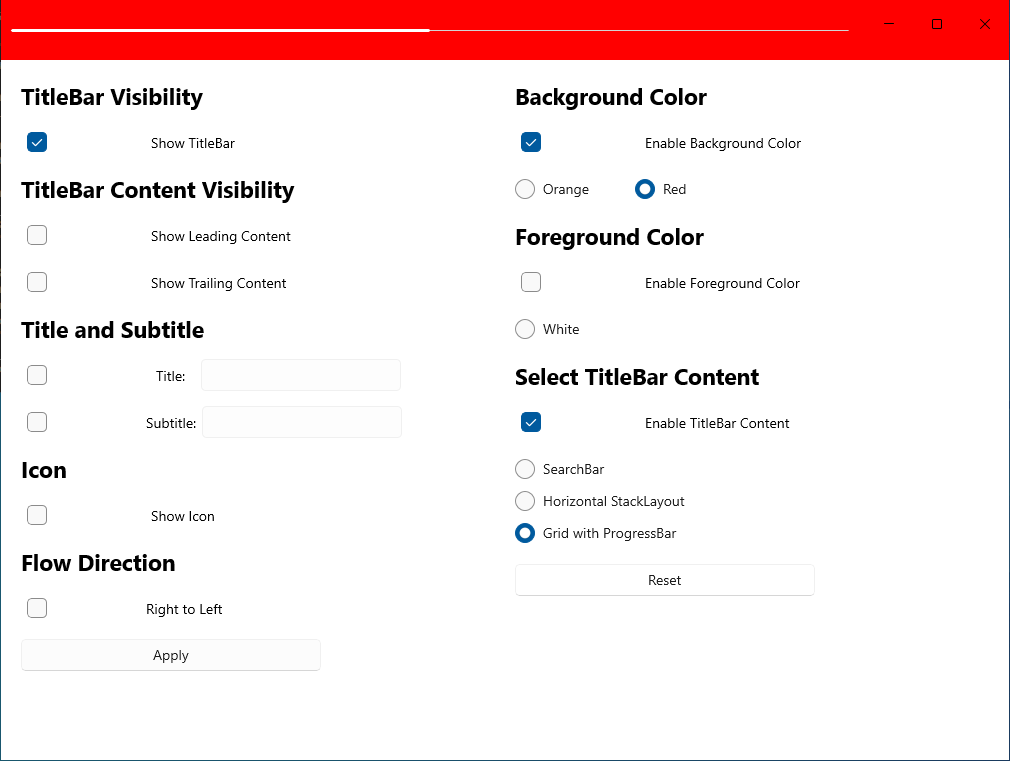 TitleBar Visibility
Show TitleBar
TitleBar Content Visibility
Show Leading Content
Show Trailing Content
Title and Subtitle
Title:
Subtitle:
Icon
Show Icon
Flow Direction
Right to Left
Apply
Background Color
Enable Background Color
Orange
Red
Foreground Color
Enable Foreground Color
White
Select TitleBar Content
Enable TitleBar Content
SearchBar
Horizontal StackLayout
Grid with ProgressBar
Reset